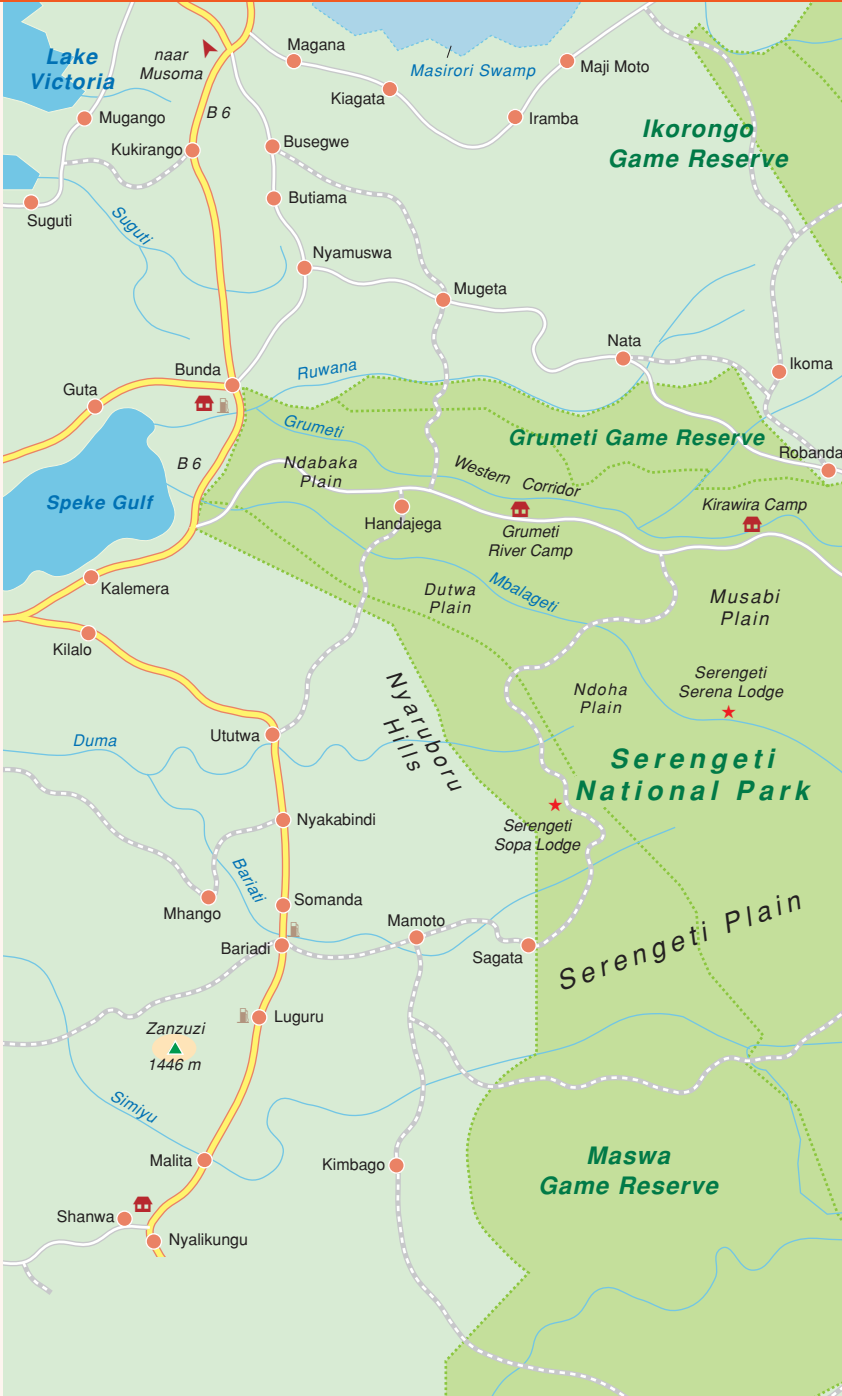 Lake
Victoria
naar
Musoma
Magana
Masirori Swamp
Maji Moto
Kiagata
Mugango
B 6
Iramba
Ikorongo
Game Reserve
Kukirango
Busegwe
Butiama
Suguti
Suguti
Nyamuswa
Mugeta
Nata
Ikoma
Bunda
Ruwana
Guta
Grumeti
Grumeti Game Reserve
Robanda
B 6
Ndabaka
Plain
Western Corridor
Speke Gulf
Handajega
Grumeti
River Camp
Kirawira Camp
Kalemera
Dutwa
Plain
Mbalageti
Musabi
Plain
Kilalo
Nyaruboru
Hills
Ndoha
Plain
Serengeti
Serena Lodge
Duma
Ututwa
Serengeti
National Park
Nyakabindi
Serengeti
Sopa Lodge
Bariati
Mhango
Somanda
Mamoto
Bariadi
Sagata
Serengeti Plain
Luguru
Zanzuzi
1446 m
Simiyu
Malita
Kimbago
Maswa
Game Reserve
Shanwa
Nyalikungu